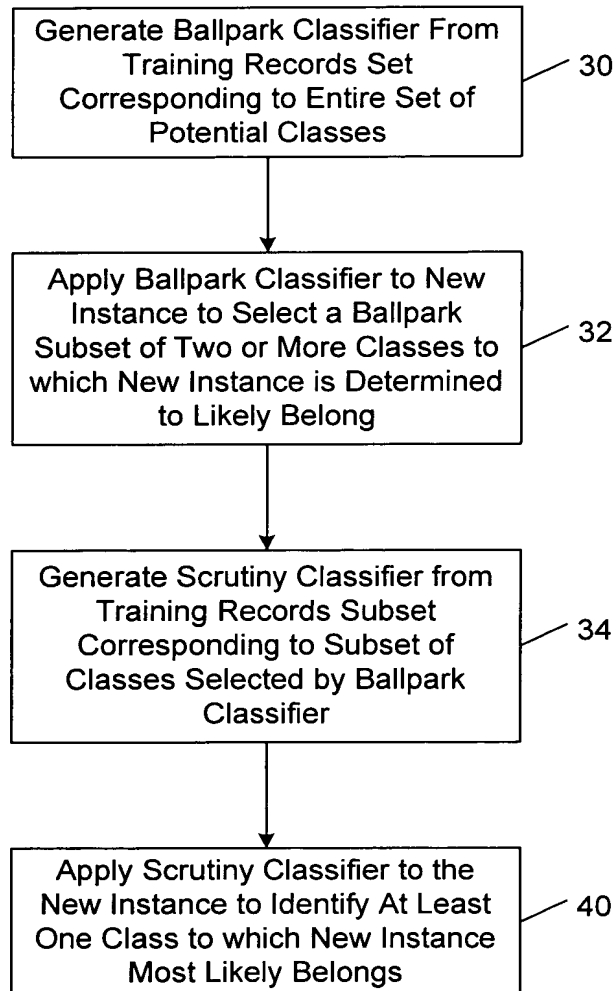 Generate Ballpark Classifier From
Training Records Set
Corresponding to Entire Set of
Potential Classes
30
Apply Ballpark Classifier to New
Instance to Select a Ballpark
Subset of Two or More Classes to
which New Instance is Determined
to Likely Belong
32
Generate Scrutiny Classifier from
Training Records Subset
Corresponding to Subset of
Classes Selected by Ballpark
Classifier
34
Apply Scrutiny Classifier to the
New Instance to Identify At Least
One Class to which New Instance
Most Likely Belongs
40